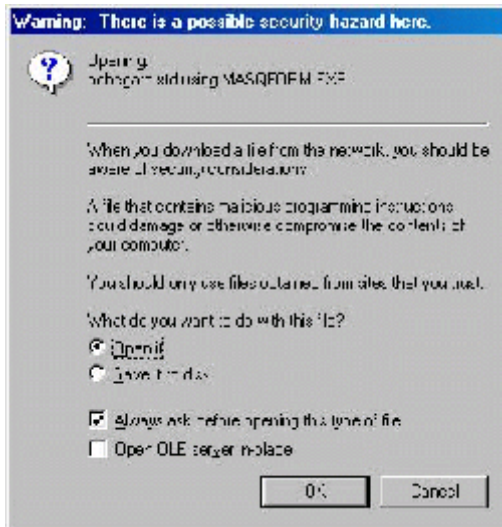 Warning: There is a possible security hazard here.
Opening:
using
When you download a file from the network, you should be
aware of security considerations.
A file that contains malicious programming instructions
could damage or otherwise compromise the contents of
your computer.
You should only use files obtained from sites that you trust.
What do you want to do with this file?
Open it
Save it to disk
Always ask before opening this type of file
Open OLE server in-place
OK
Cancel